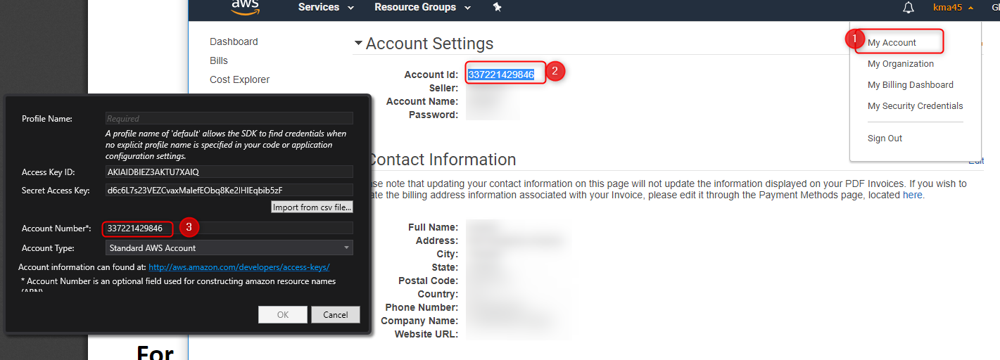 aws Services Resource Groups kma45
My Account
My Organization
My Billing Dashboard
My Security Credentials
Sign Out
Dashboard
Bills
Cost Explorer
Account Settings
Account Id: 337221429846
Seller:
Account Name:
Password:
1
2
Contact Information
Edit
note that updating your contact information on this page will not update the information displayed on your PDF Invoices. If you wish to
the billing address information associated with your Invoice, please edit it through the Payment Methods page, located here.
Full Name:
Address:
City:
State:
Postal Code:
Country:
Phone Number:
Company Name:
Website URL:
Profile Name: Required
A profile name of 'default' allows the SDK to find credentials when
no explicit profile name is specified in your code or application
configuration settings.
Access Key ID: AKIAIDBIEZ3AKTU7XAIQ
Secret Access Key: d6c6L7s23VEZCvaxMalefEObq8Ke2IHIEqbib5zF
Import from csv file...
Account Number*: 337221429846
3
Account Type: Standard AWS Account
Account information can found at: http://aws.amazon.com/developers/access-keys/
* Account Number is an optional field used for constructing amazon resource names
(ARN)
OK Cancel
For